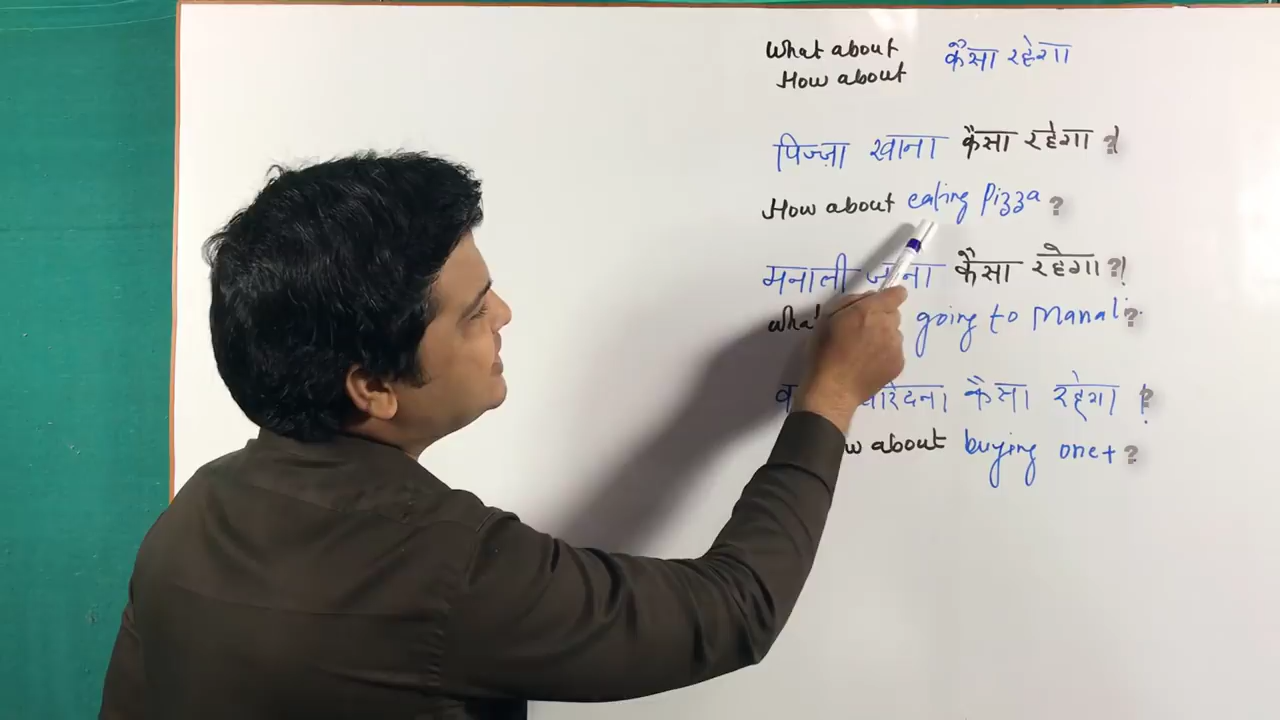 What about
How about कैसा रहेगा
पिज्ज़ा खाना कैसा रहेगा ?
How about eating Pizza ?
मनाली जाना कैसा रहेगा ?
going to Manali ?
कैसा रहेगा ?
about buying one+ ?